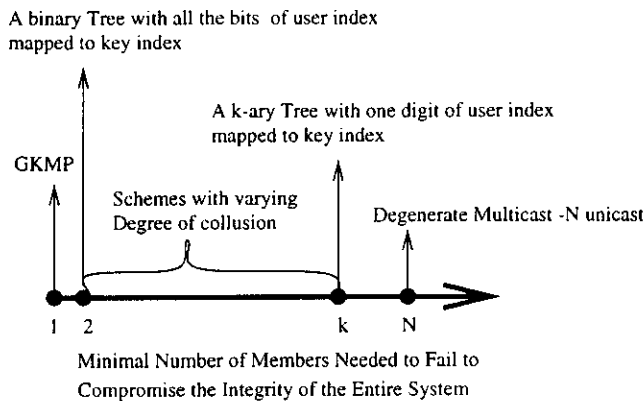 A binary Tree with all the bits of user index
mapped to key index
A k-ary Tree with one digit of user index
mapped to key index
GKMP
Schemes with varying
Degree of collusion
Degenerate Multicast -N unicast
1 2 k N
Minimal Number of Members Needed to Fail to
Compromise the Integrity of the Entire System